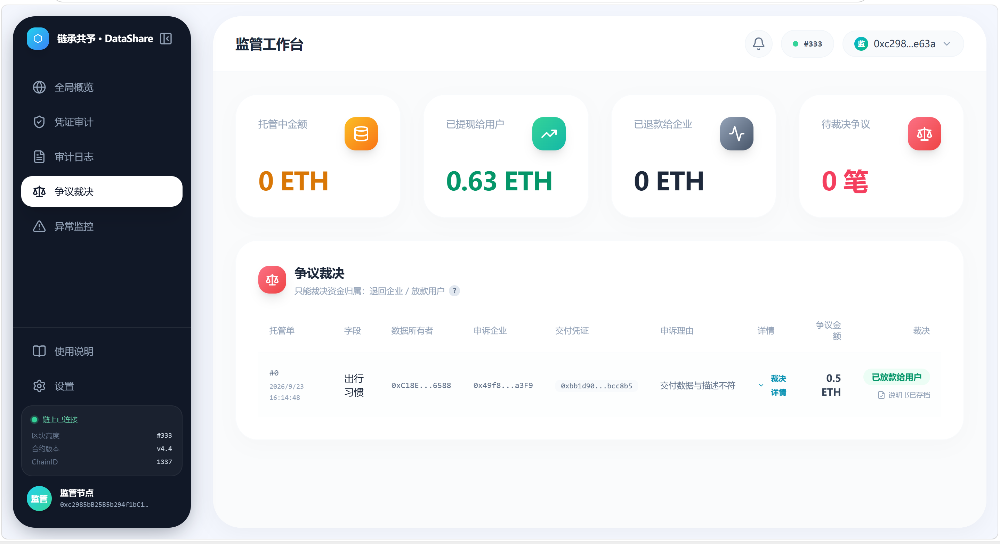 链承共予 • DataShare
全局概览
凭证审计
审计日志
争议裁决
异常监控
使用说明
设置
链上已连接
区块高度 #333
合约版本 v4.4
ChainID 1337
监管
监管节点
0xc2985bB25B5b294f1bC1...
监管工作台
#333
监 0xc298...e63a
托管中金额
0 ETH
已提现给用户
0.63 ETH
已退款给企业
0 ETH
待裁决争议
0 笔
争议裁决
只能裁决资金归属：退回企业 / 放款用户 ?
托管单 字段 数据所有者 申诉企业 交付凭证 申诉理由 详情 争议金额 裁决
#0
2026/9/23
16:14:48
出行
习惯
0xC18E...6588
0x49f8...a3F9
0xbb1d90...bcc8b5
交付数据与描述不符
裁决
详情
0.5
ETH
已放款给用户
说明书已存档